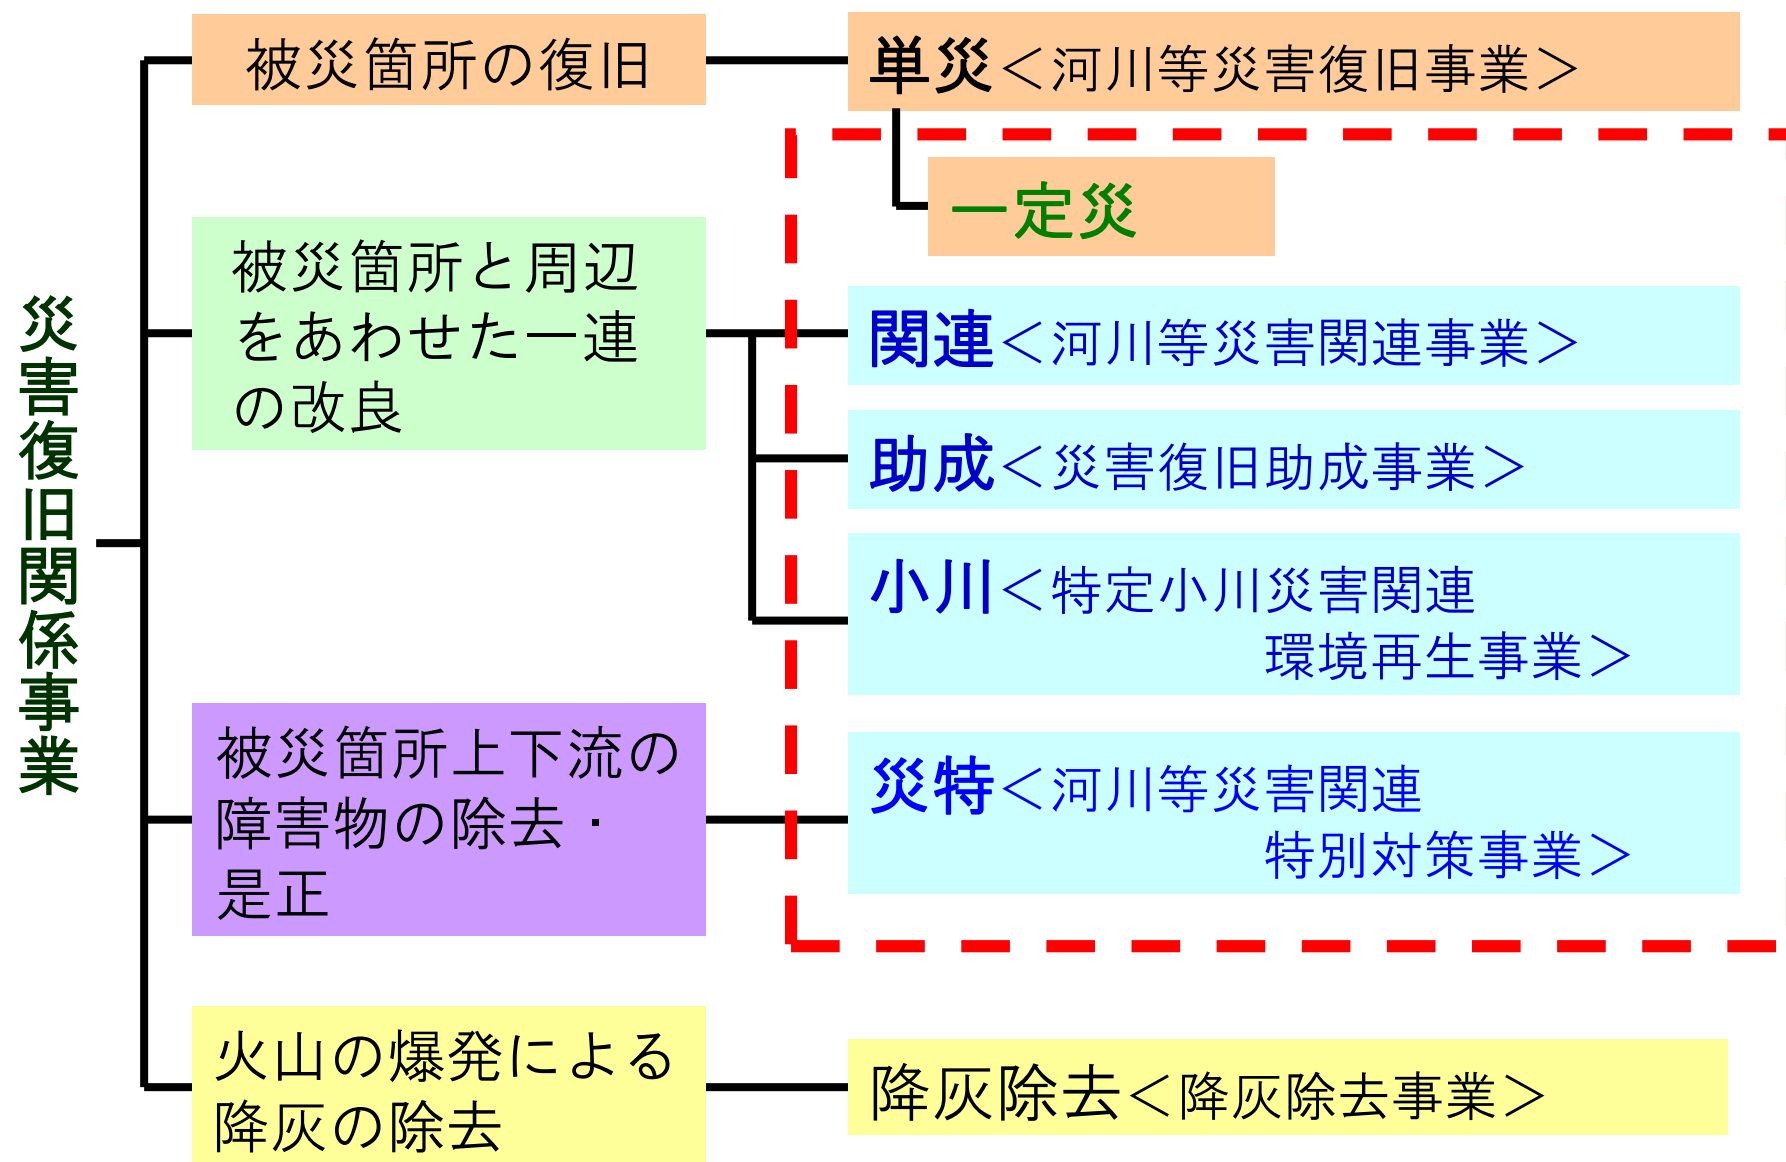 災害復旧関係事業
被災箇所の復旧
単災＜河川等災害復旧事業＞
一定災
被災箇所と周辺
をあわせた一連
の改良
関連＜河川等災害関連事業＞
助成＜災害復旧助成事業＞
小川＜特定小川災害関連
環境再生事業＞
被災箇所上下流の
障害物の除去・
是正
災特＜河川等災害関連
特別対策事業＞
火山の爆発による
降灰の除去
降灰除去＜降灰除去事業＞